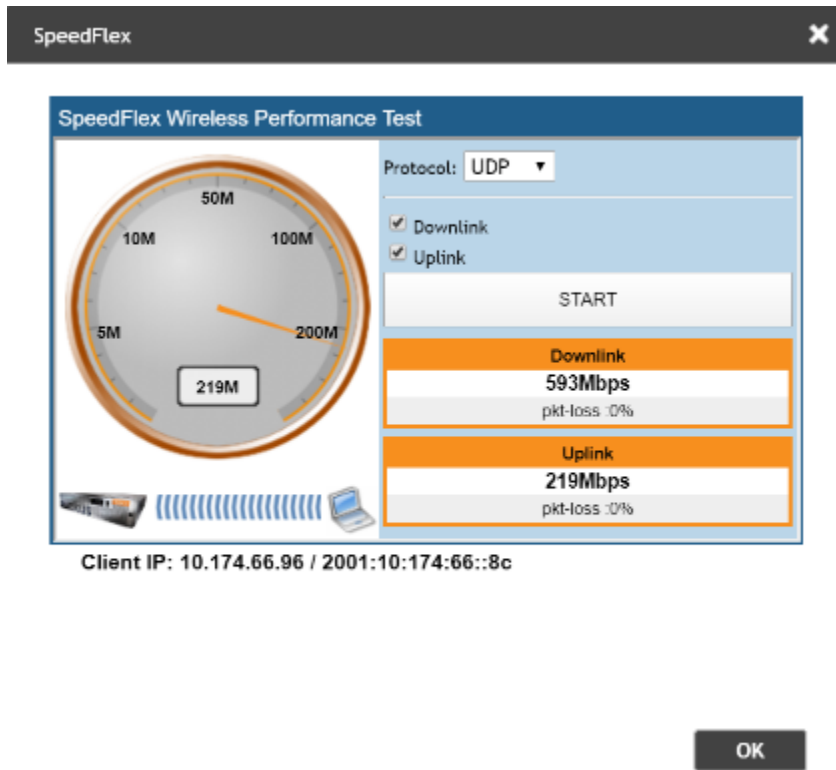 SpeedFlex
SpeedFlex Wireless Performance Test
50M
10M
100M
5M
200M
219M
Protocol: UDP
Downlink
Uplink
START
Downlink
593Mbps
pkt-loss :0%
Uplink
219Mbps
pkt-loss :0%
Client IP: 10.174.66.96 / 2001:10:174:66::8c
OK